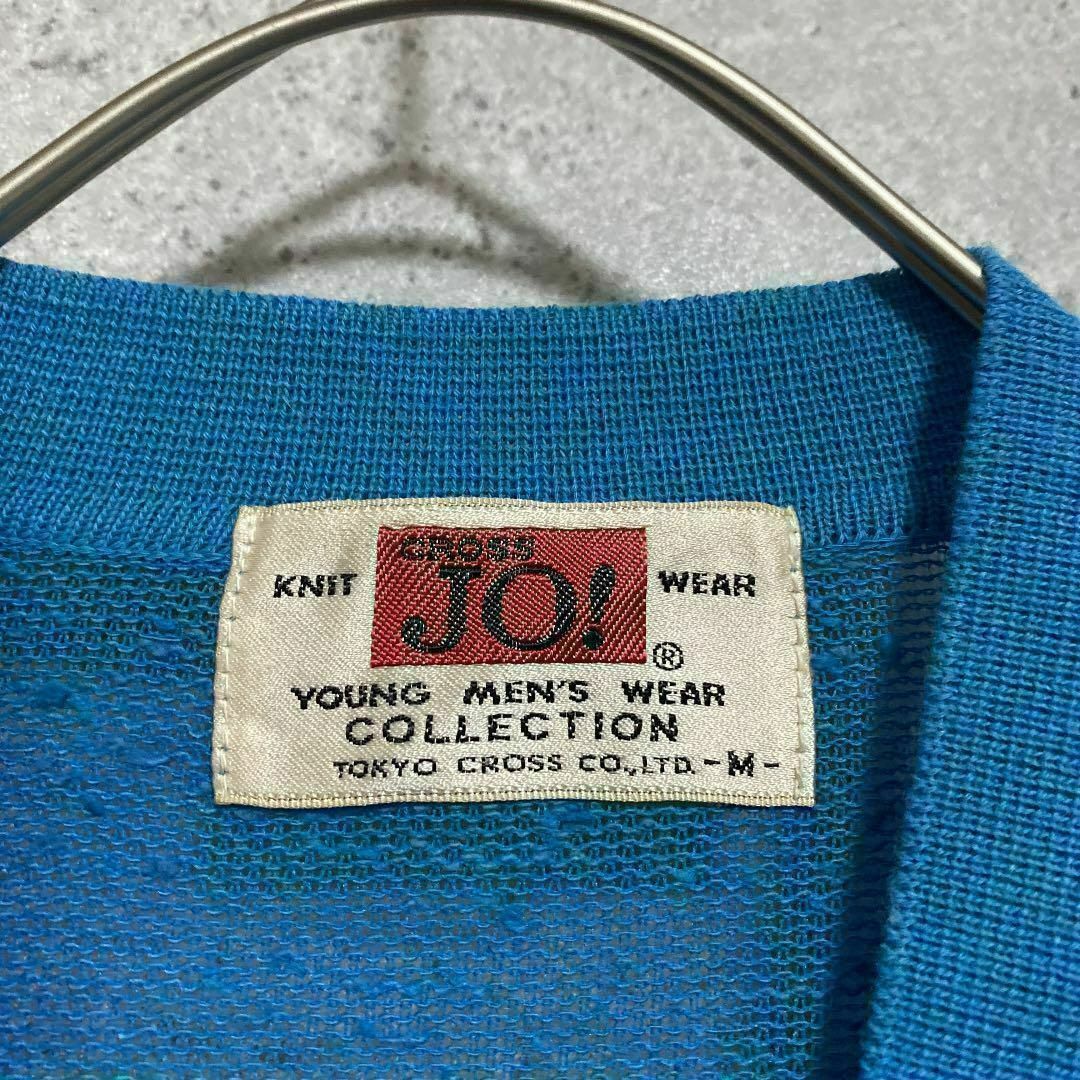 CROSS
KNIT JO! WEAR
®
YOUNG MEN'S WEAR
COLLECTION
TOKYO CROSS CO.,LTD. -M-